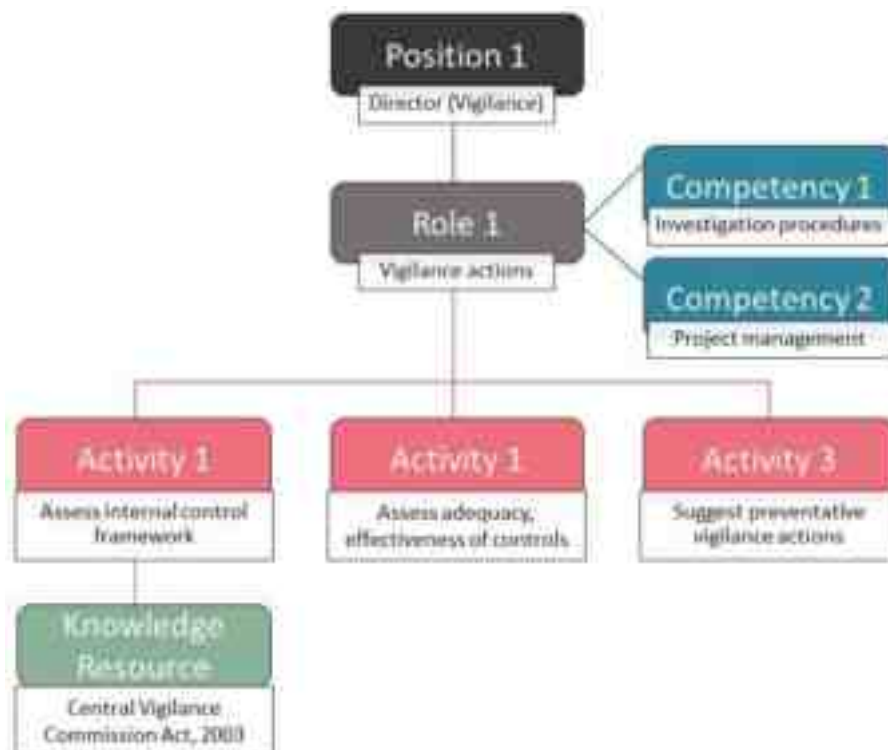 Position 1
Director (Vigilance)
Role 1
Vigilance actions
Competency 1
Investigation procedures
Competency 2
Project management
Activity 1
Assess internal control
framework
Activity 1
Assess adequacy,
effectiveness of controls
Activity 3
Suggest preventative
vigilance actions
Knowledge
Resource
Central Vigilance
Commission Act, 2003